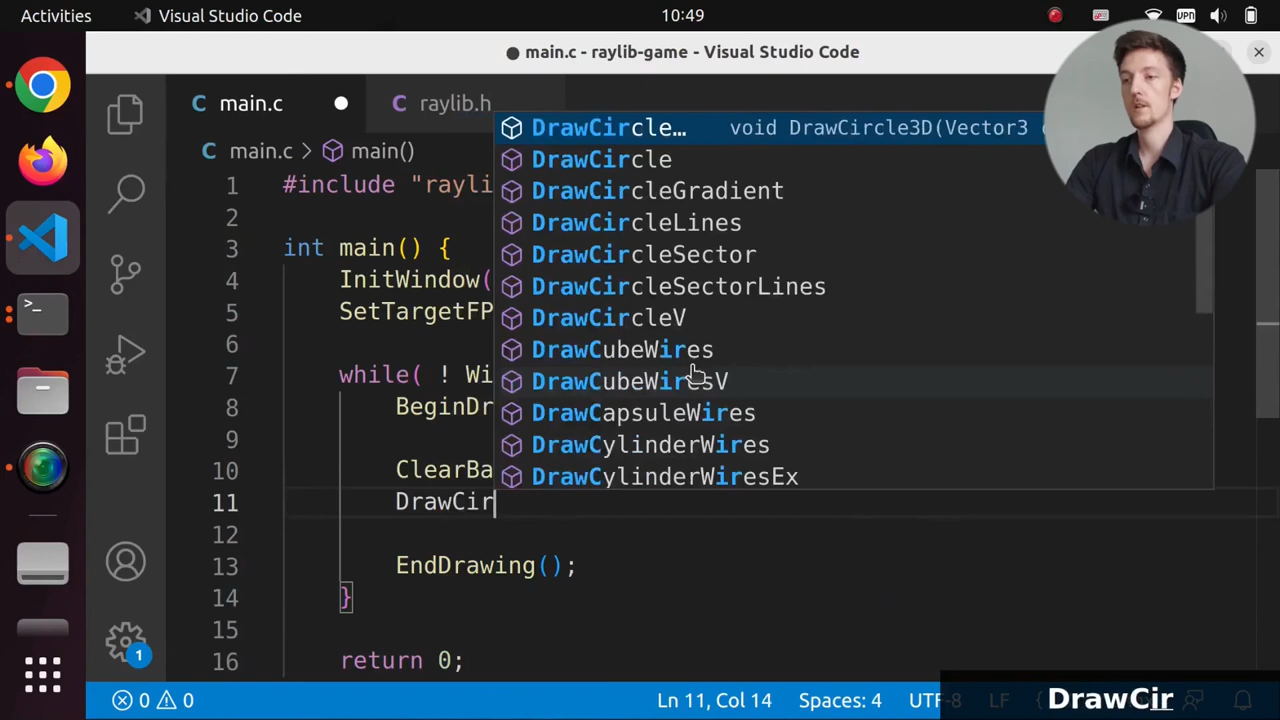 Activities
Visual Studio Code
10:49
VPN
● main.c - raylib-game - Visual Studio Code
C main.c ●
C raylib.h
C main.c > main()
1 #include "rayli
2
3 int main() {
4 InitWindow(
5 SetTargetFP
6
7 while( ! Wi
8 BeginDr
9
10 ClearBa
11 DrawCir
12
13 EndDrawing();
14 }
15
16 return 0;
DrawCircle… void DrawCircle3D(Vector3 c
DrawCircle
DrawCircleGradient
DrawCircleLines
DrawCircleSector
DrawCircleSectorLines
DrawCircleV
DrawCubeWires
DrawCubeWiresV
DrawCapsuleWires
DrawCylinderWires
DrawCylinderWiresEx
1
0 0
Ln 11, Col 14
Spaces: 4
UTF-8
LF
DrawCir